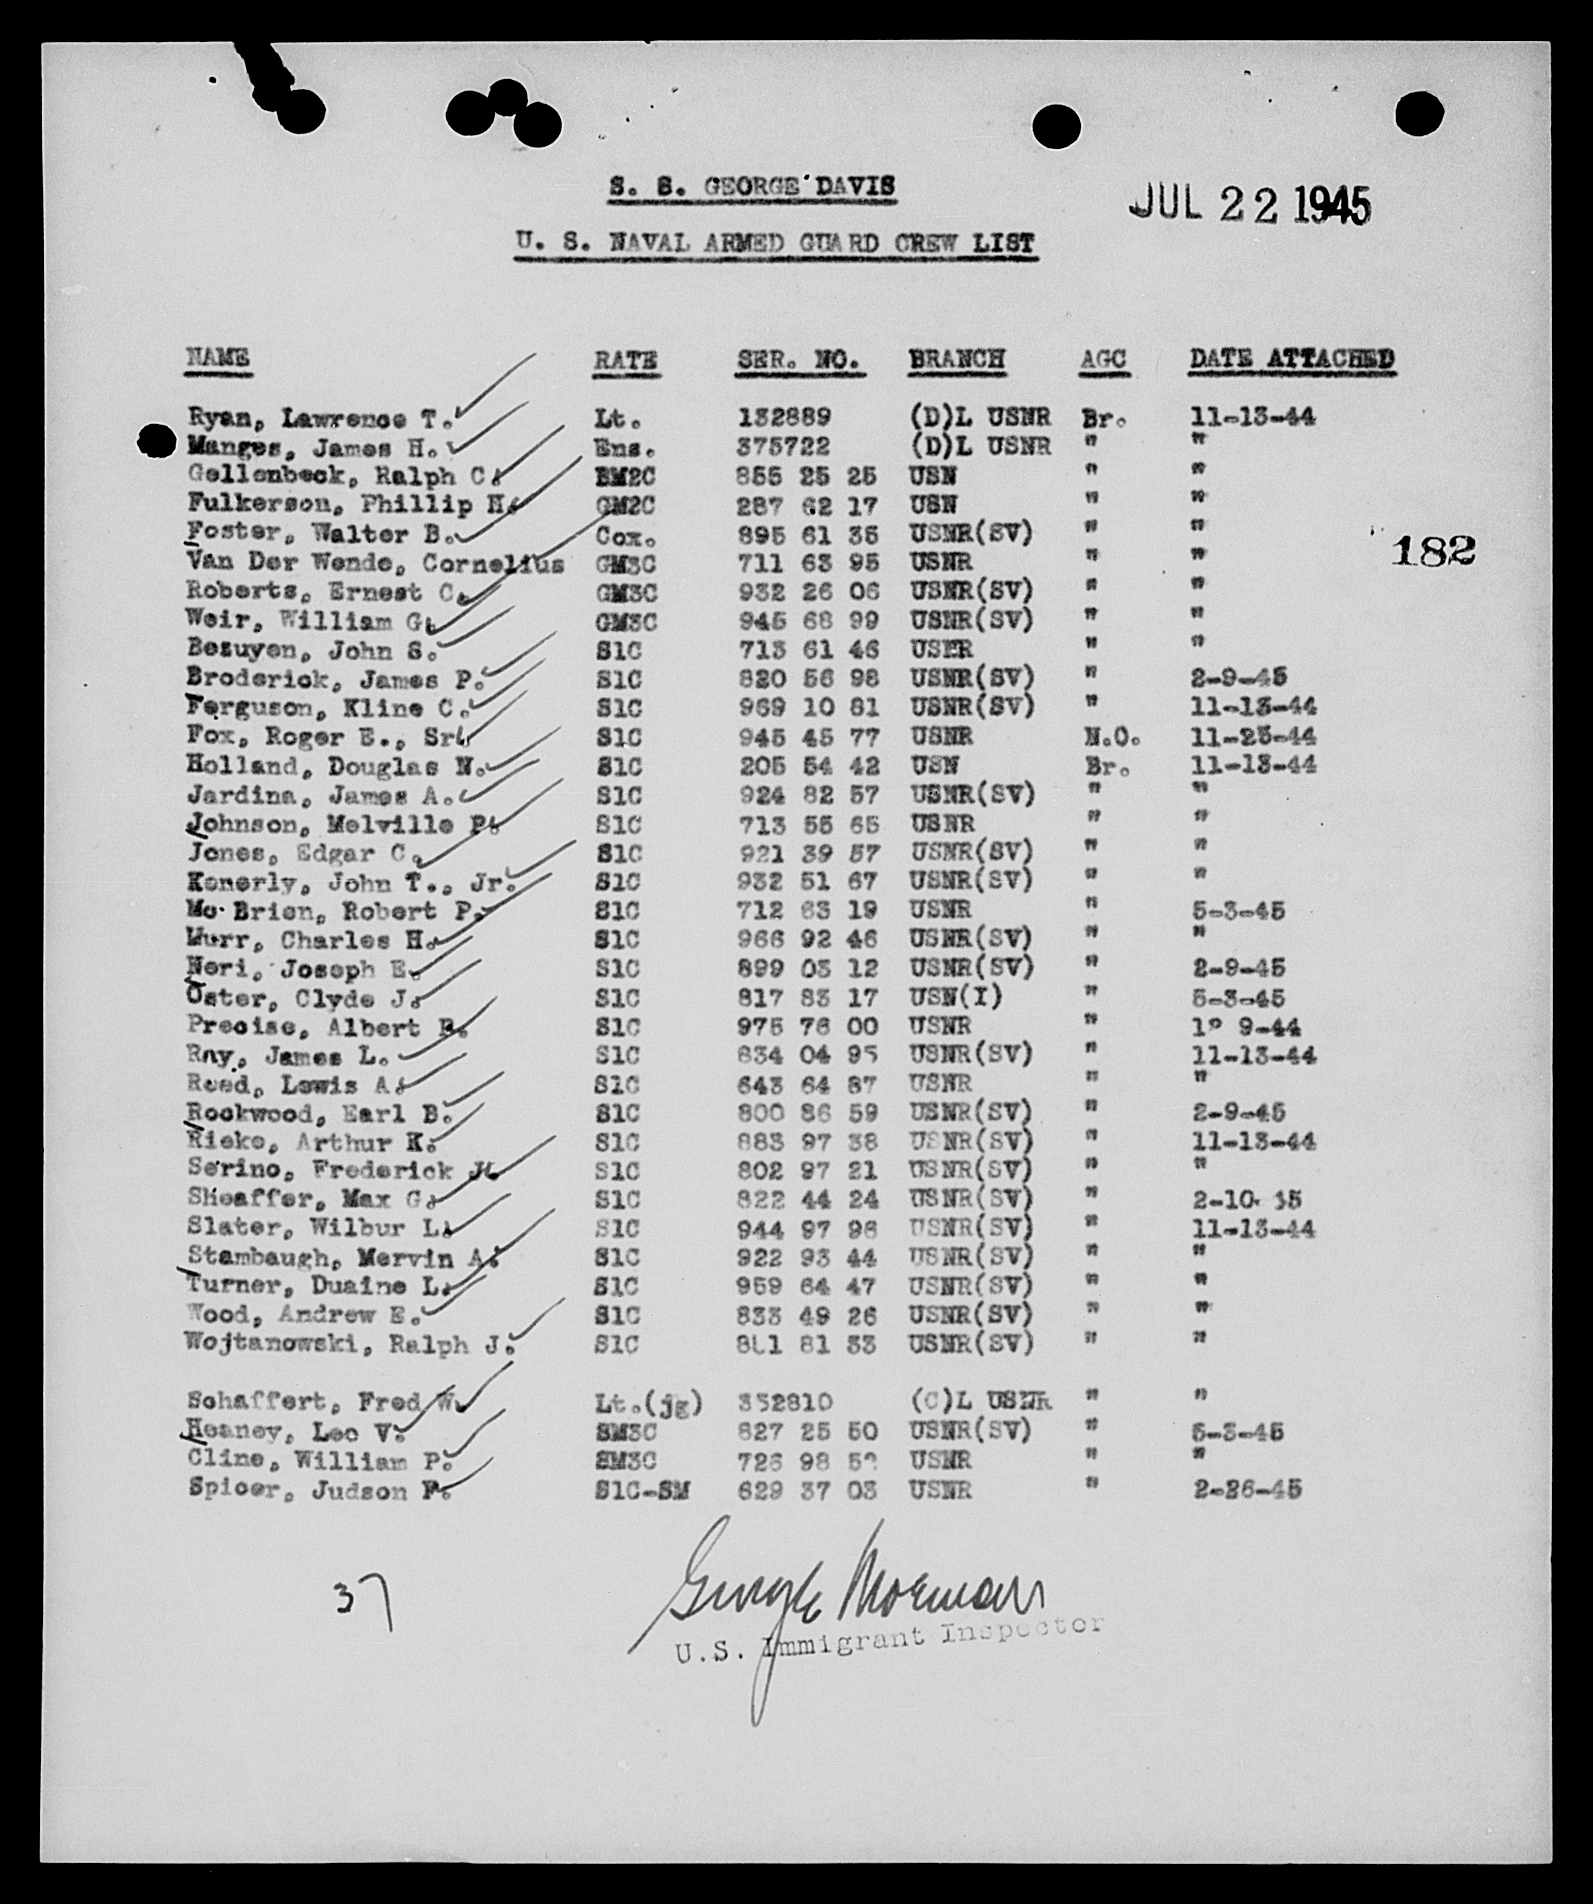 S. S. GEORGE DAVIS
JUL 22 1945
U. S. NAVAL ARMED GUARD CREW LIST
NAME RATE SER. NO. BRANCH AGC DATE ATTACHED
Ryan, Lawrence T. Lt. 132889 (D)L USNR Br. 11-13-44
Manges, James H. Ens. 375722 (D)L USNR " "
Gellenbeck, Ralph C. BM2C 855 25 25 USN " "
Fulkerson, Phillip H. GM2C 287 62 17 USN " "
Foster, Walter B. Cox. 895 61 35 USNR(SV) " "
182
Van Der Wende, Cornelius GM3C 711 63 95 USNR " "
Roberts, Ernest C. GM3C 932 26 06 USNR(SV) " "
Weir, William G. GM3C 945 68 99 USNR(SV) " "
Bezuyen, John S. S1C 713 61 46 USNR " "
Broderick, James P. S1C 820 56 98 USNR(SV) " 2-9-45
Ferguson, Kline C. S1C 969 10 81 USNR(SV) " 11-13-44
Fox, Roger E., Sr. S1C 945 45 77 USNR N.O. 11-23-44
Holland, Douglas N. S1C 205 54 42 USN Br. 11-13-44
Jardina, James A. S1C 924 82 57 USNR(SV) " "
Johnson, Melville P. S1C 713 55 65 USNR " "
Jones, Edgar C. S1C 921 39 57 USNR(SV) " "
Kenerly, John T., Jr. S1C 932 51 67 USNR(SV) " "
Mc Brien, Robert P. S1C 712 63 19 USNR " 5-3-45
Murr, Charles H. S1C 966 92 46 USNR(SV) " "
Neri, Joseph E. S1C 899 03 12 USNR(SV) " 2-9-45
Oster, Clyde J. S1C 817 83 17 USN(I) " 5-3-45
Precise, Albert B. S1C 975 76 00 USNR " 9-44
Ray, James L. S1C 834 04 95 USNR(SV) " 11-13-44
Reed, Lewis A. S1C 643 64 87 USNR " "
Rockwood, Earl B. S1C 800 86 59 USNR(SV) " 2-9-45
Rieke, Arthur K. S1C 883 97 38 USNR(SV) " 11-13-44
Serino, Frederick J. S1C 802 97 21 USNR(SV) " "
Sheaffer, Max G. S1C 822 44 24 USNR(SV) " 2-10-45
Slater, Wilbur L. S1C 944 97 96 USNR(SV) " 11-13-44
Stambaugh, Mervin A. S1C 922 93 44 USNR(SV) " "
Turner, Duaine L. S1C 959 64 47 USNR(SV) " "
Wood, Andrew E. S1C 833 49 26 USNR(SV) " "
Wojtanowski, Ralph J. S1C 81 33 USNR(SV) " "
Schaffert, Fred W. Lt.(jg) 352810 (C)L USNR " "
Heaney, Leo V. SM3C 827 25 50 USNR(SV) " 5-3-45
Cline, William P. SM3C 726 98 USNR " "
Spicer, Judson F. S1C-SM 629 37 03 USNR " 2-26-45
37
U.S. Immigrant Inspector